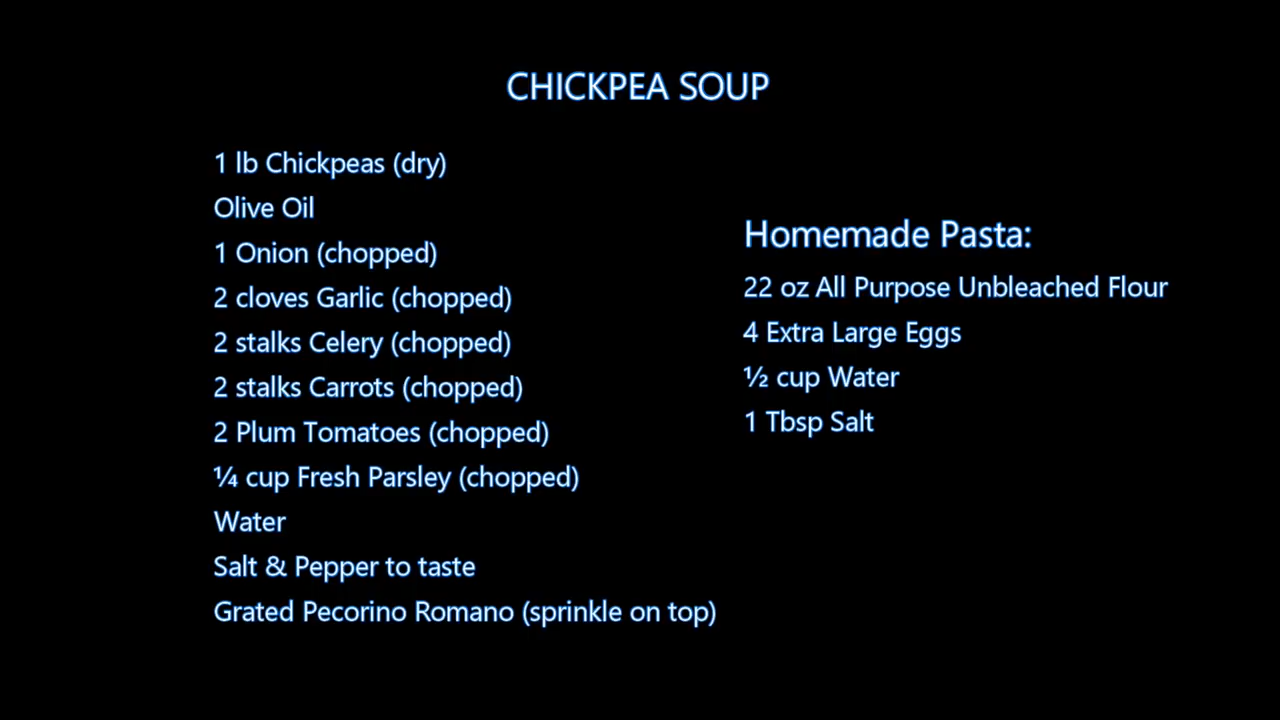 CHICKPEA SOUP
1 lb Chickpeas (dry)
Olive Oil
1 Onion (chopped)
2 cloves Garlic (chopped)
2 stalks Celery (chopped)
2 stalks Carrots (chopped)
2 Plum Tomatoes (chopped)
¼ cup Fresh Parsley (chopped)
Water
Salt & Pepper to taste
Grated Pecorino Romano (sprinkle on top)
Homemade Pasta:
22 oz All Purpose Unbleached Flour
4 Extra Large Eggs
½ cup Water
1 Tbsp Salt